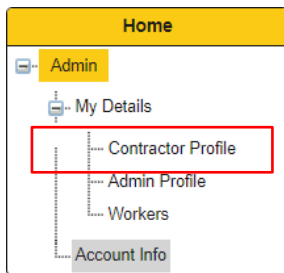 Home
Admin
My Details
Contractor Profile
Admin Profile
Workers
Account Info